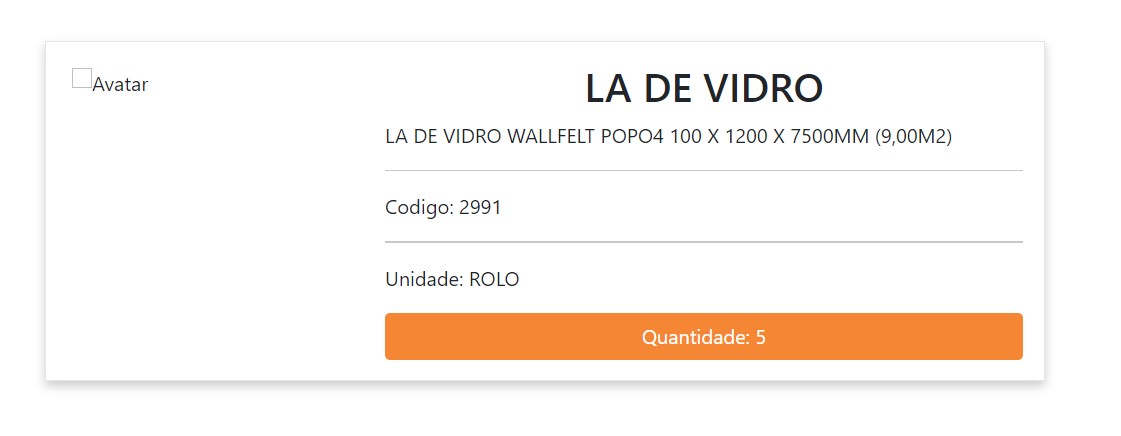 Avatar
LA DE VIDRO
LA DE VIDRO WALLFELT POPO4 100 X 1200 X 7500MM (9,00M2)
Codigo: 2991
Unidade: ROLO
Quantidade: 5